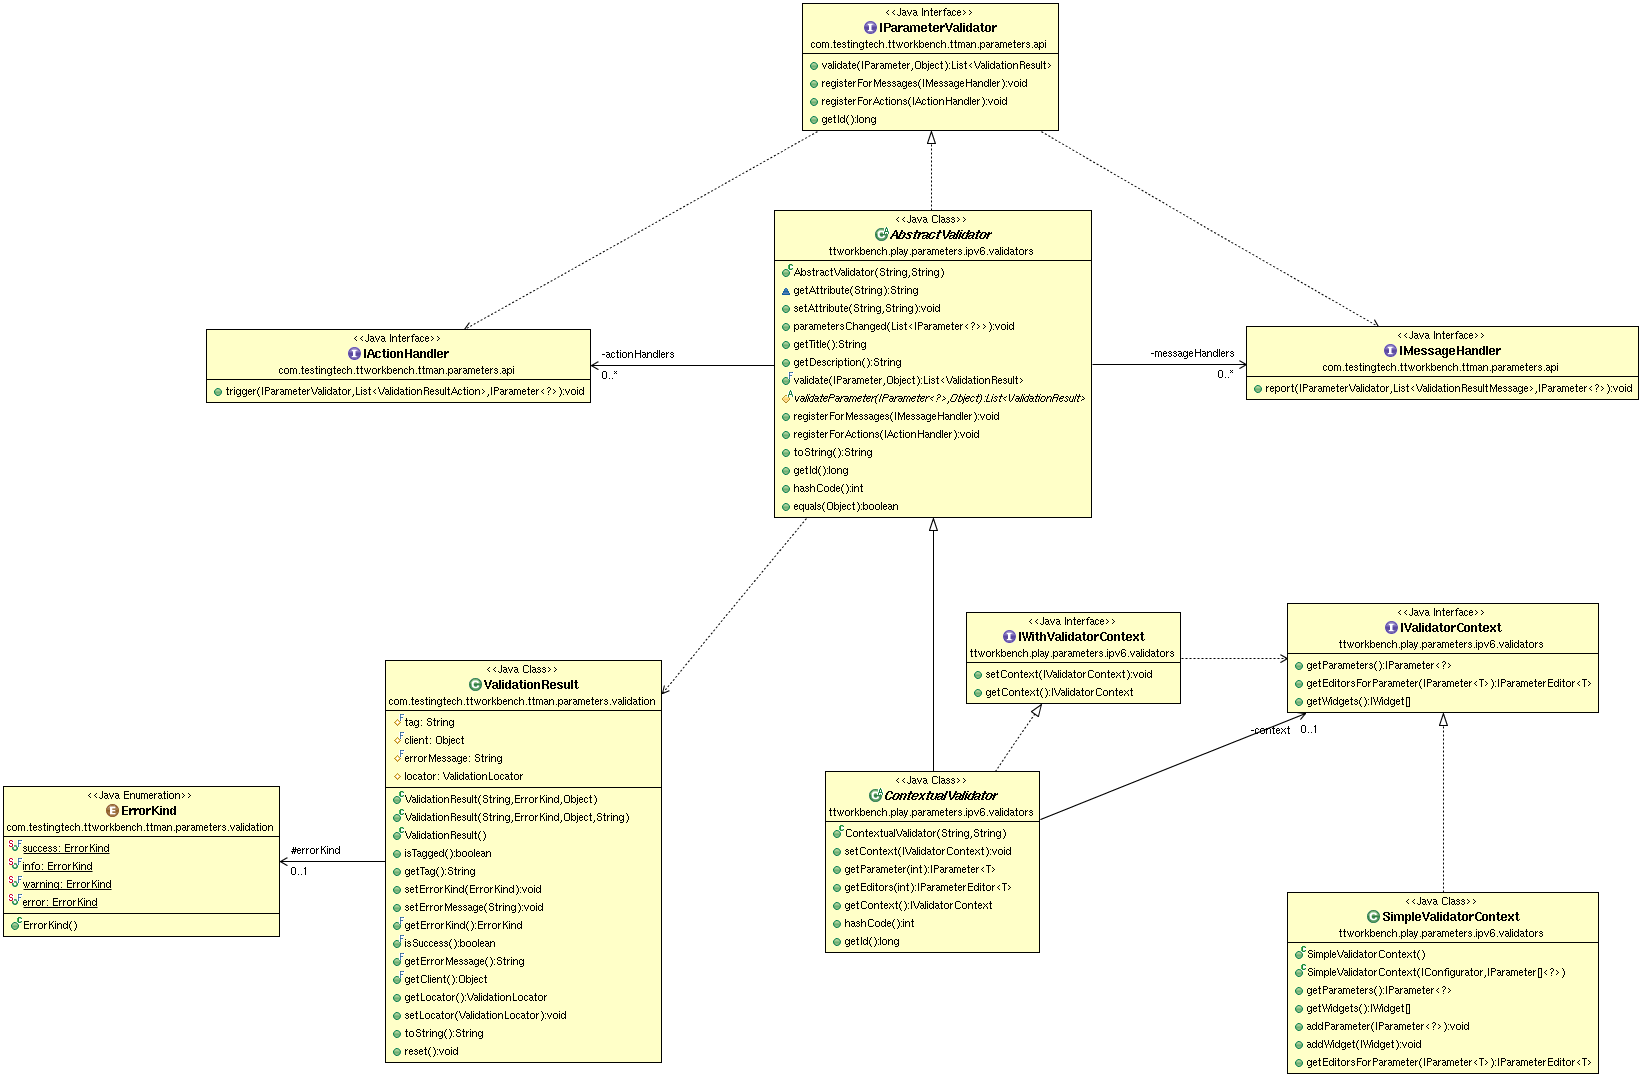 <<Java Interface>>
IParameterValidator
com.testingtech.ttworkbench.ttman.parameters.api
validate(IParameter,Object):List<ValidationResult>
registerForMessages(IMessageHandler):void
registerForActions(IActionHandler):void
getId():long
<<Java Class>>
AbstractValidator
ttworkbench.play.parameters.ipv6.validators
AbstractValidator(String,String)
getAttribute(String):String
setAttribute(String,String):void
parametersChanged(List<IParameter<?>>):void
getTitle():String
getDescription():String
validate(IParameter,Object):List<ValidationResult>
validateParameter(IParameter<?>,Object):List<ValidationResult>
registerForMessages(IMessageHandler):void
registerForActions(IActionHandler):void
toString():String
getId():long
hashCode():int
equals(Object):boolean
<<Java Interface>>
IActionHandler
com.testingtech.ttworkbench.ttman.parameters.api
trigger(IParameterValidator,List<ValidationResultAction>,IParameter<?>):void
-actionHandlers
0..*
-messageHandlers
0..*
<<Java Interface>>
IMessageHandler
com.testingtech.ttworkbench.ttman.parameters.api
report(IParameterValidator,List<ValidationResultMessage>,IParameter<?>):void
<<Java Interface>>
IWithValidatorContext
ttworkbench.play.parameters.ipv6.validators
setContext(IValidatorContext):void
getContext():IValidatorContext
<<Java Interface>>
IValidatorContext
ttworkbench.play.parameters.ipv6.validators
getParameters():IParameter<?>
getEditorsForParameter(IParameter<T>):IParameterEditor<T>
getWidgets():IWidget[]
-context
0..1
<<Java Class>>
ValidationResult
com.testingtech.ttworkbench.ttman.parameters.validation
tag: String
client: Object
errorMessage: String
locator: ValidationLocator
ValidationResult(String,ErrorKind,Object)
ValidationResult(String,ErrorKind,Object,String)
ValidationResult()
isTagged():boolean
getTag():String
setErrorKind(ErrorKind):void
setErrorMessage(String):void
getErrorKind():ErrorKind
isSuccess():boolean
getErrorMessage():String
getClient():Object
getLocator():ValidationLocator
setLocator(ValidationLocator):void
toString():String
reset():void
<<Java Enumeration>>
ErrorKind
com.testingtech.ttworkbench.ttman.parameters.validation
success: ErrorKind
info: ErrorKind
warning: ErrorKind
error: ErrorKind
ErrorKind()
#errorKind
0..1
<<Java Class>>
ContextualValidator
ttworkbench.play.parameters.ipv6.validators
ContextualValidator(String,String)
setContext(IValidatorContext):void
getParameter(int):IParameter<T>
getEditors(int):IParameterEditor<T>
getContext():IValidatorContext
hashCode():int
getId():long
<<Java Class>>
SimpleValidatorContext
ttworkbench.play.parameters.ipv6.validators
SimpleValidatorContext()
SimpleValidatorContext(IConfigurator,IParameter[]<?>)
getParameters():IParameter<?>
getWidgets():IWidget[]
addParameter(IParameter<?>):void
addWidget(IWidget):void
getEditorsForParameter(IParameter<T>):IParameterEditor<T>